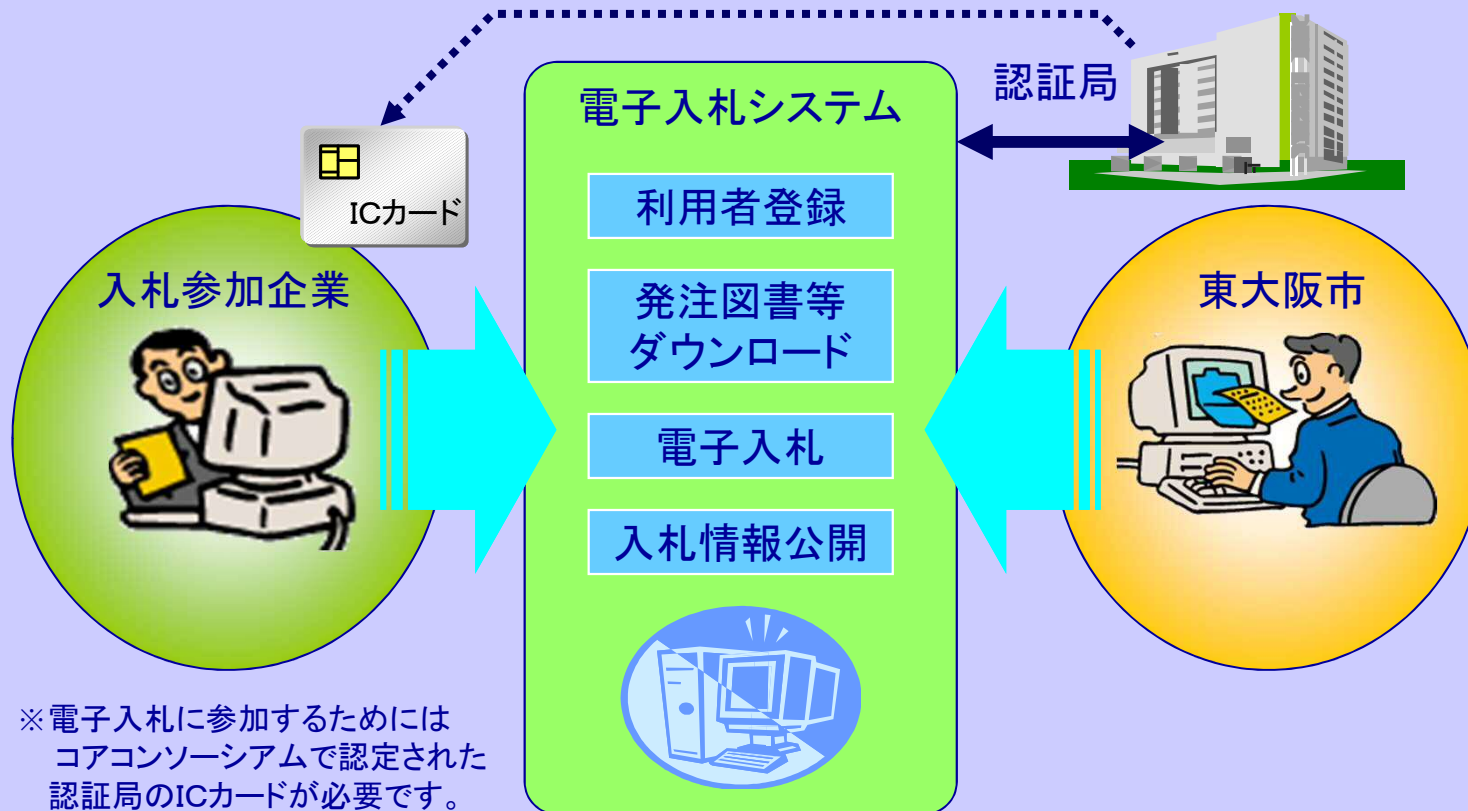 認証局
電子入札システム
ICカード
利用者登録
入札参加企業
東大阪市
発注図書等
ダウンロード
電子入札
入札情報公開
※電子入札に参加するためには
コアコンソーシアムで認定された
認証局のICカードが必要です。